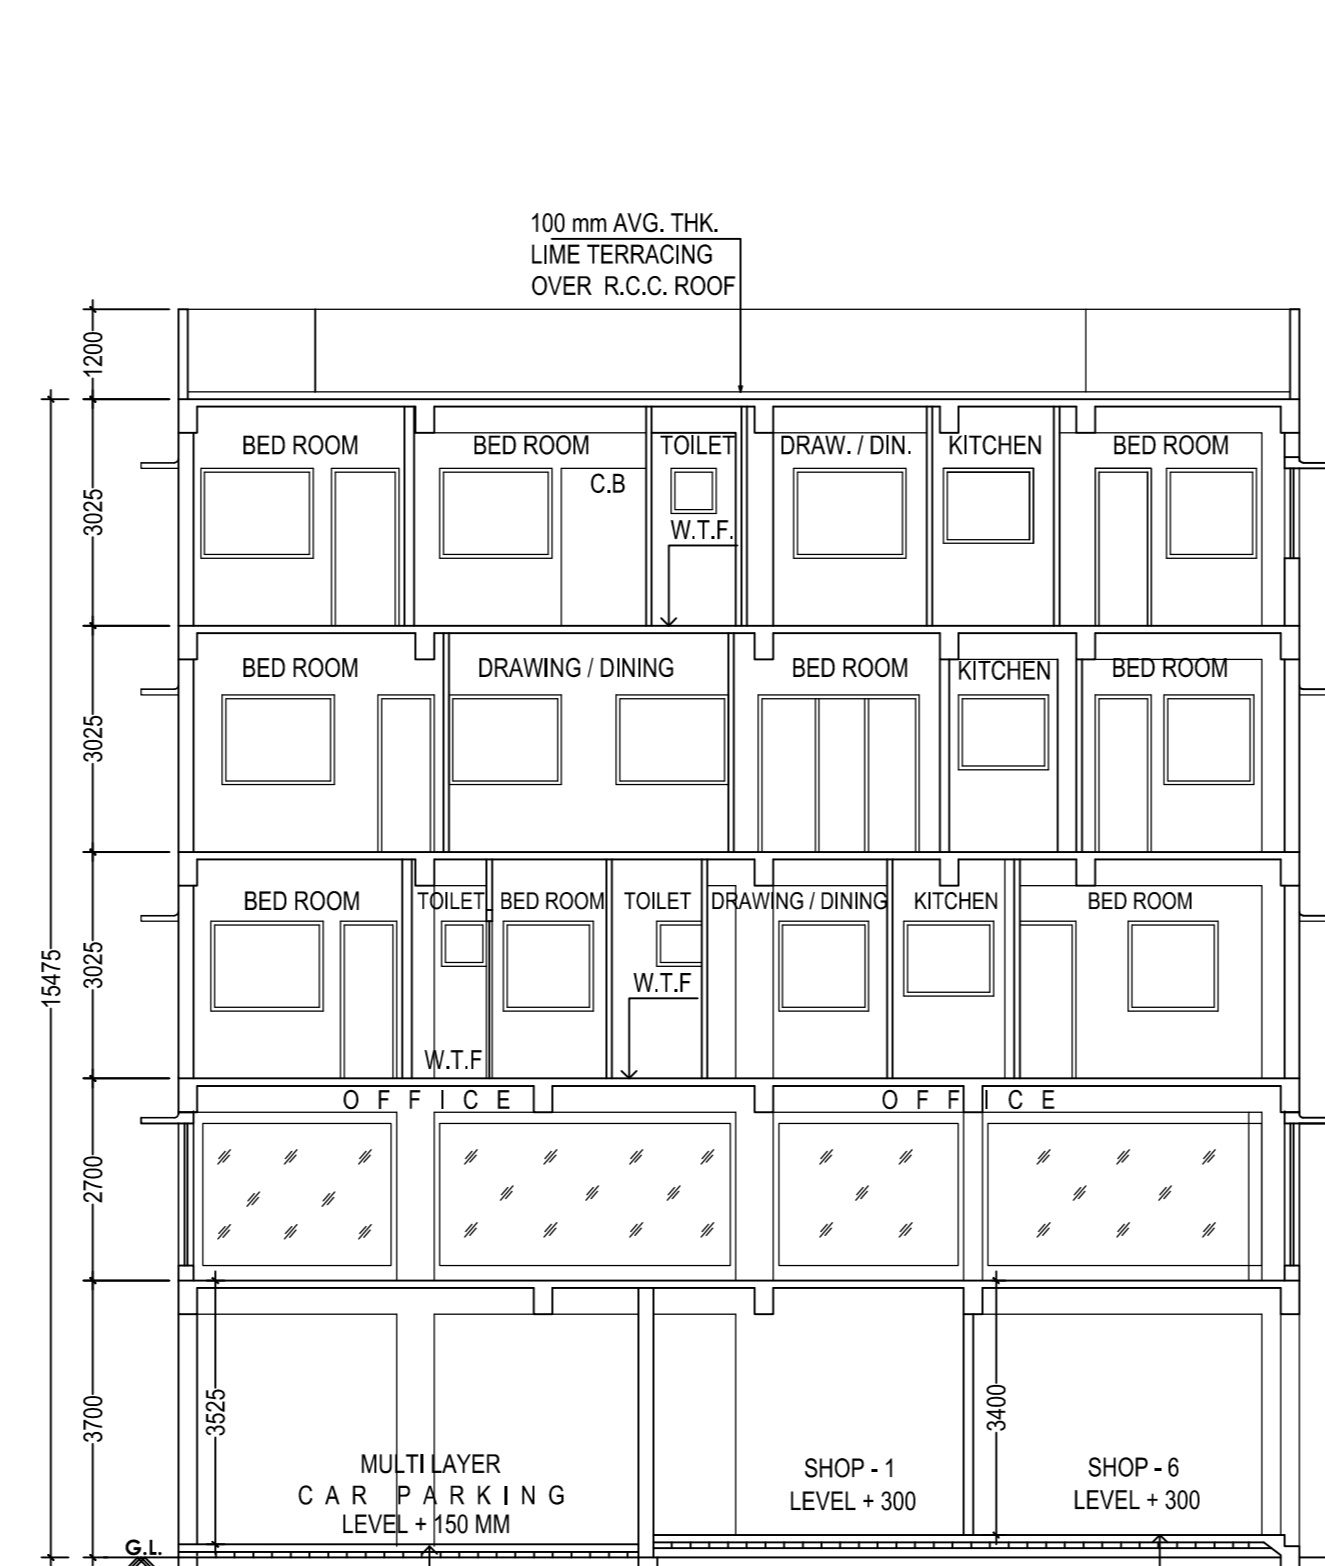 100 mm AVG. THK.
LIME TERRACING
OVER R.C.C. ROOF
1200
BED ROOM
BED ROOM
TOILET
DRAW. / DIN.
KITCHEN
BED ROOM
C.B
W.T.F.
3025
BED ROOM
DRAWING / DINING
BED ROOM
KITCHEN
BED ROOM
3025
BED ROOM
TOILET
BED ROOM
TOILET
DRAWING / DINING
KITCHEN
BED ROOM
15475
3025
W.T.F
W.T.F
O F F I C E
O F F I C E
2700
3700
3525
3400
MULTI LAYER
C A R P A R K I N G
LEVEL + 150 MM
SHOP - 1
LEVEL + 300
SHOP - 6
LEVEL + 300
G.L.